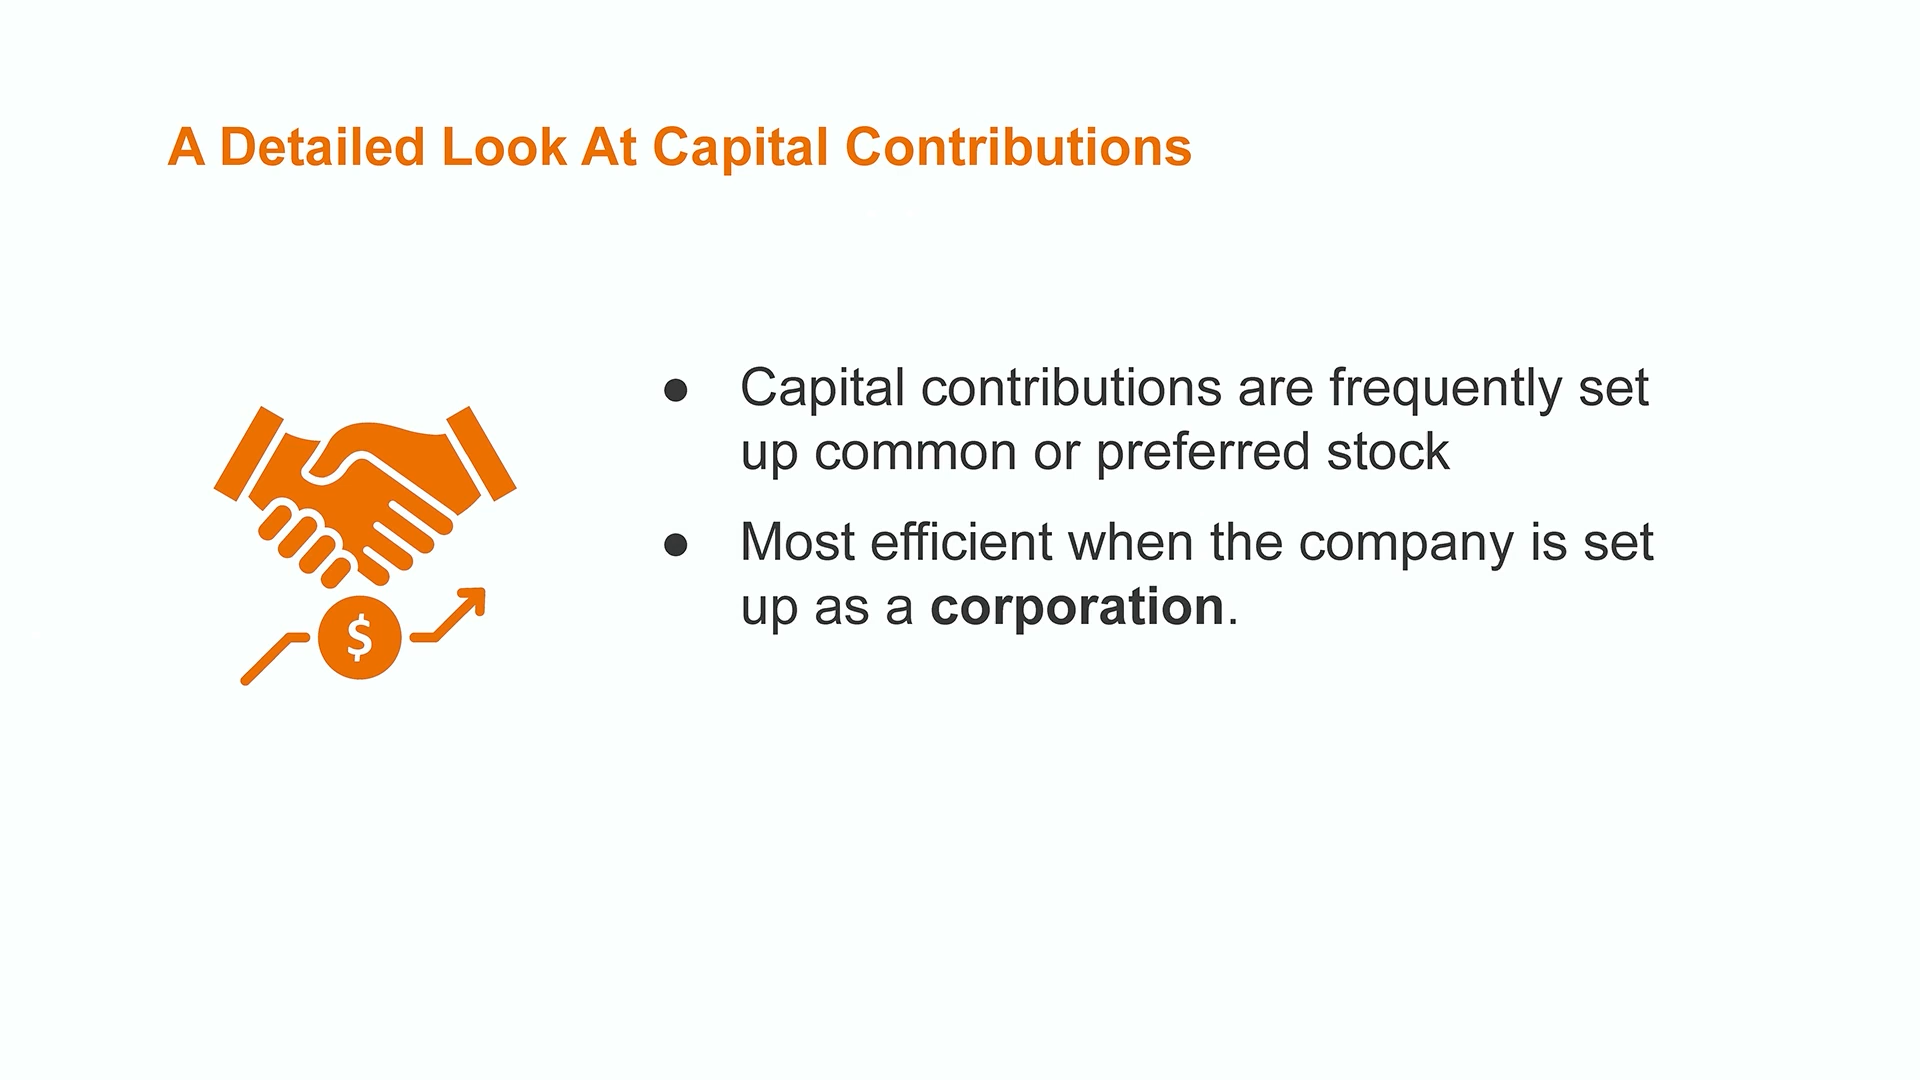 A Detailed Look At Capital Contributions
● Capital contributions are frequently set
up common or preferred stock
● Most efficient when the company is set
up as a corporation.
$